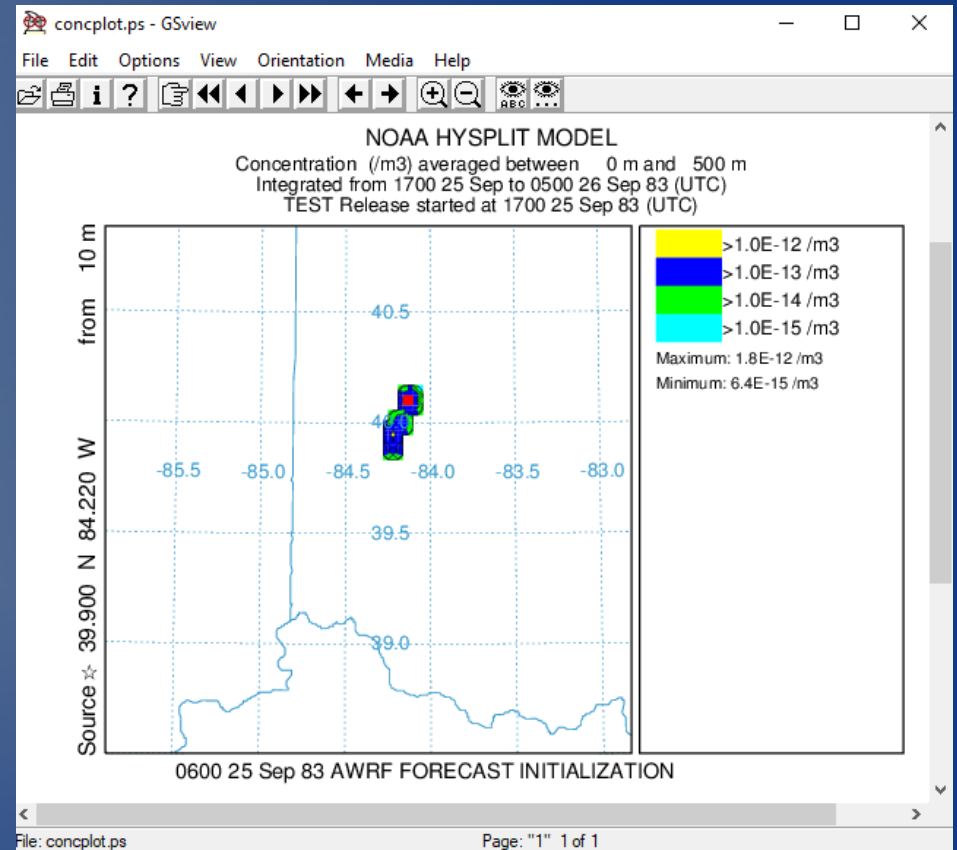 concplot.ps - GSview
File Edit Options View Orientation Media Help
i ? ABC
NOAA HYSPLIT MODEL
Concentration (/m3) averaged between 0 m and 500 m
Integrated from 1700 25 Sep to 0500 26 Sep 83 (UTC)
TEST Release started at 1700 25 Sep 83 (UTC)
Source ☆ 39.900 N 84.220 W from 10 m
40.5
40.0
-85.5 -85.0 -84.5 -84.0 -83.5 -83.0
39.5
39.0
>1.0E-12 /m3
>1.0E-13 /m3
>1.0E-14 /m3
>1.0E-15 /m3
Maximum: 1.8E-12 /m3
Minimum: 6.4E-15 /m3
0600 25 Sep 83 AWRF FORECAST INITIALIZATION
File: concplot.ps Page: "1" 1 of 1